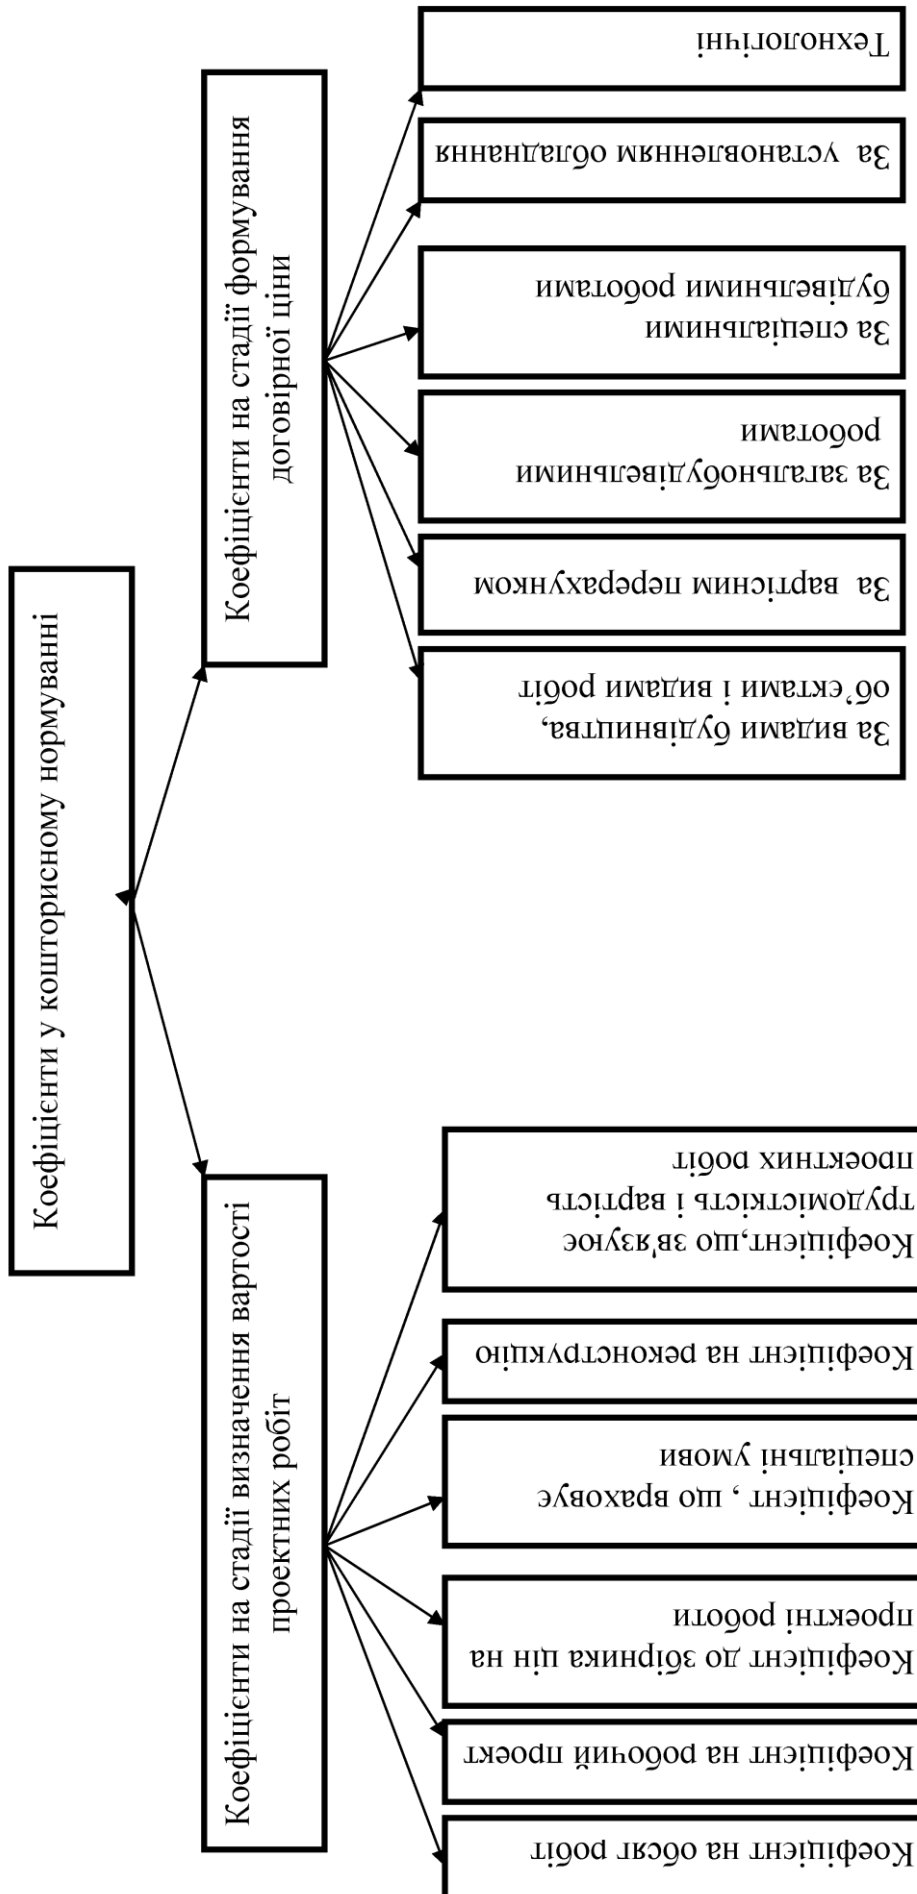 Коефіцієнти у кошторисному нормуванні
Коефіцієнти на стадії визначення вартості
проектних робіт
Коефіцієнти на стадії формування
договірної ціни
Коефіцієнт на обсяг робіт
Коефіцієнт на робочий проект
Коефіцієнт до збірника цін на
проектні роботи
Коефіцієнт , що враховує
спеціальні умови
Коефіцієнт на реконструкцію
Коефіцієнт,що зв'язує
трудомісткість і вартість
проектних робіт
За видами будівництва,
об’єктами і видами робіт
За вартісним перерахунком
За загальнобудівельними
роботами
За спеціальними
будівельними роботами
За установленням обладнання
Технологічні